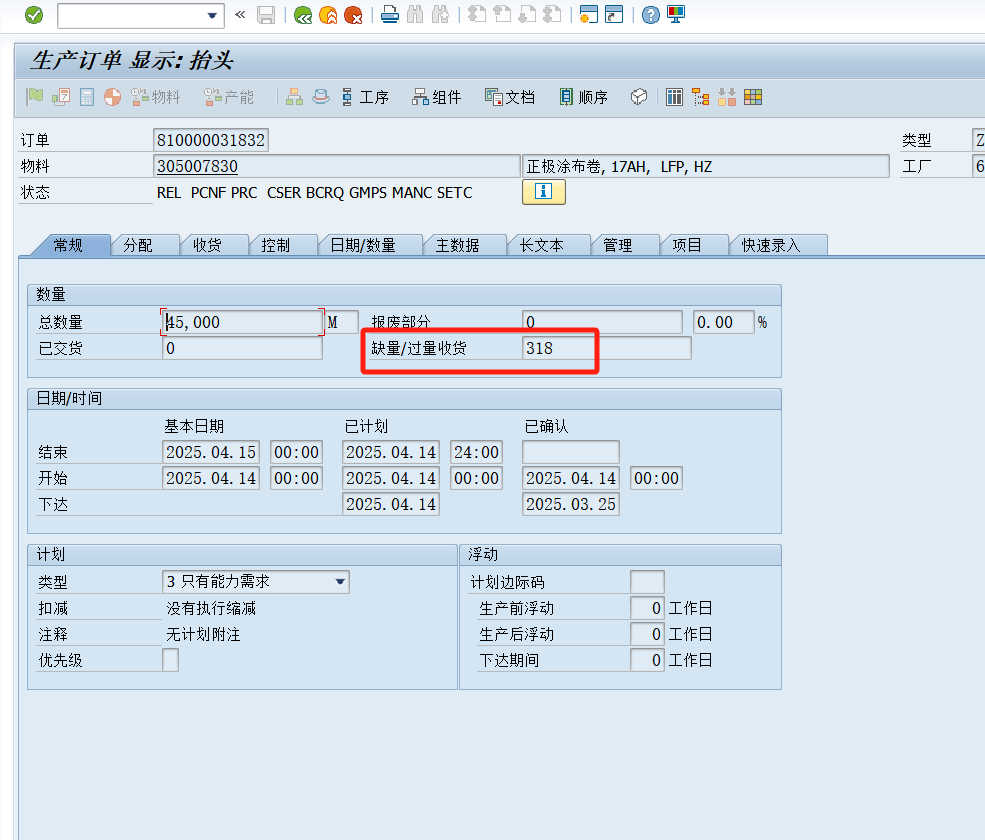 生产订单 显示: 抬头
物料 产能 工序 组件 文档 顺序
订单 810000031832 类型 Z
物料 305007830 正极涂布卷, 17AH, LFP, HZ 工厂 6
状态 REL PCNF PRC CSER BCRQ GMPS MANC SETC
常规 分配 收货 控制 日期/数量 主数据 长文本 管理 项目 快速录入
数量
总数量 45,000 M 报废部分 0 0.00 %
已交货 0 缺量/过量收货 318
日期/时间
基本日期 已计划 已确认
结束 2025.04.15 00:00 2025.04.14 24:00
开始 2025.04.14 00:00 2025.04.14 00:00 2025.04.14 00:00
下达 2025.04.14 2025.03.25
计划 浮动
类型 3 只有能力需求 计划边际码
扣减 没有执行缩减 生产前浮动 0 工作日
注释 无计划附注 生产后浮动 0 工作日
优先级 下达期间 0 工作日